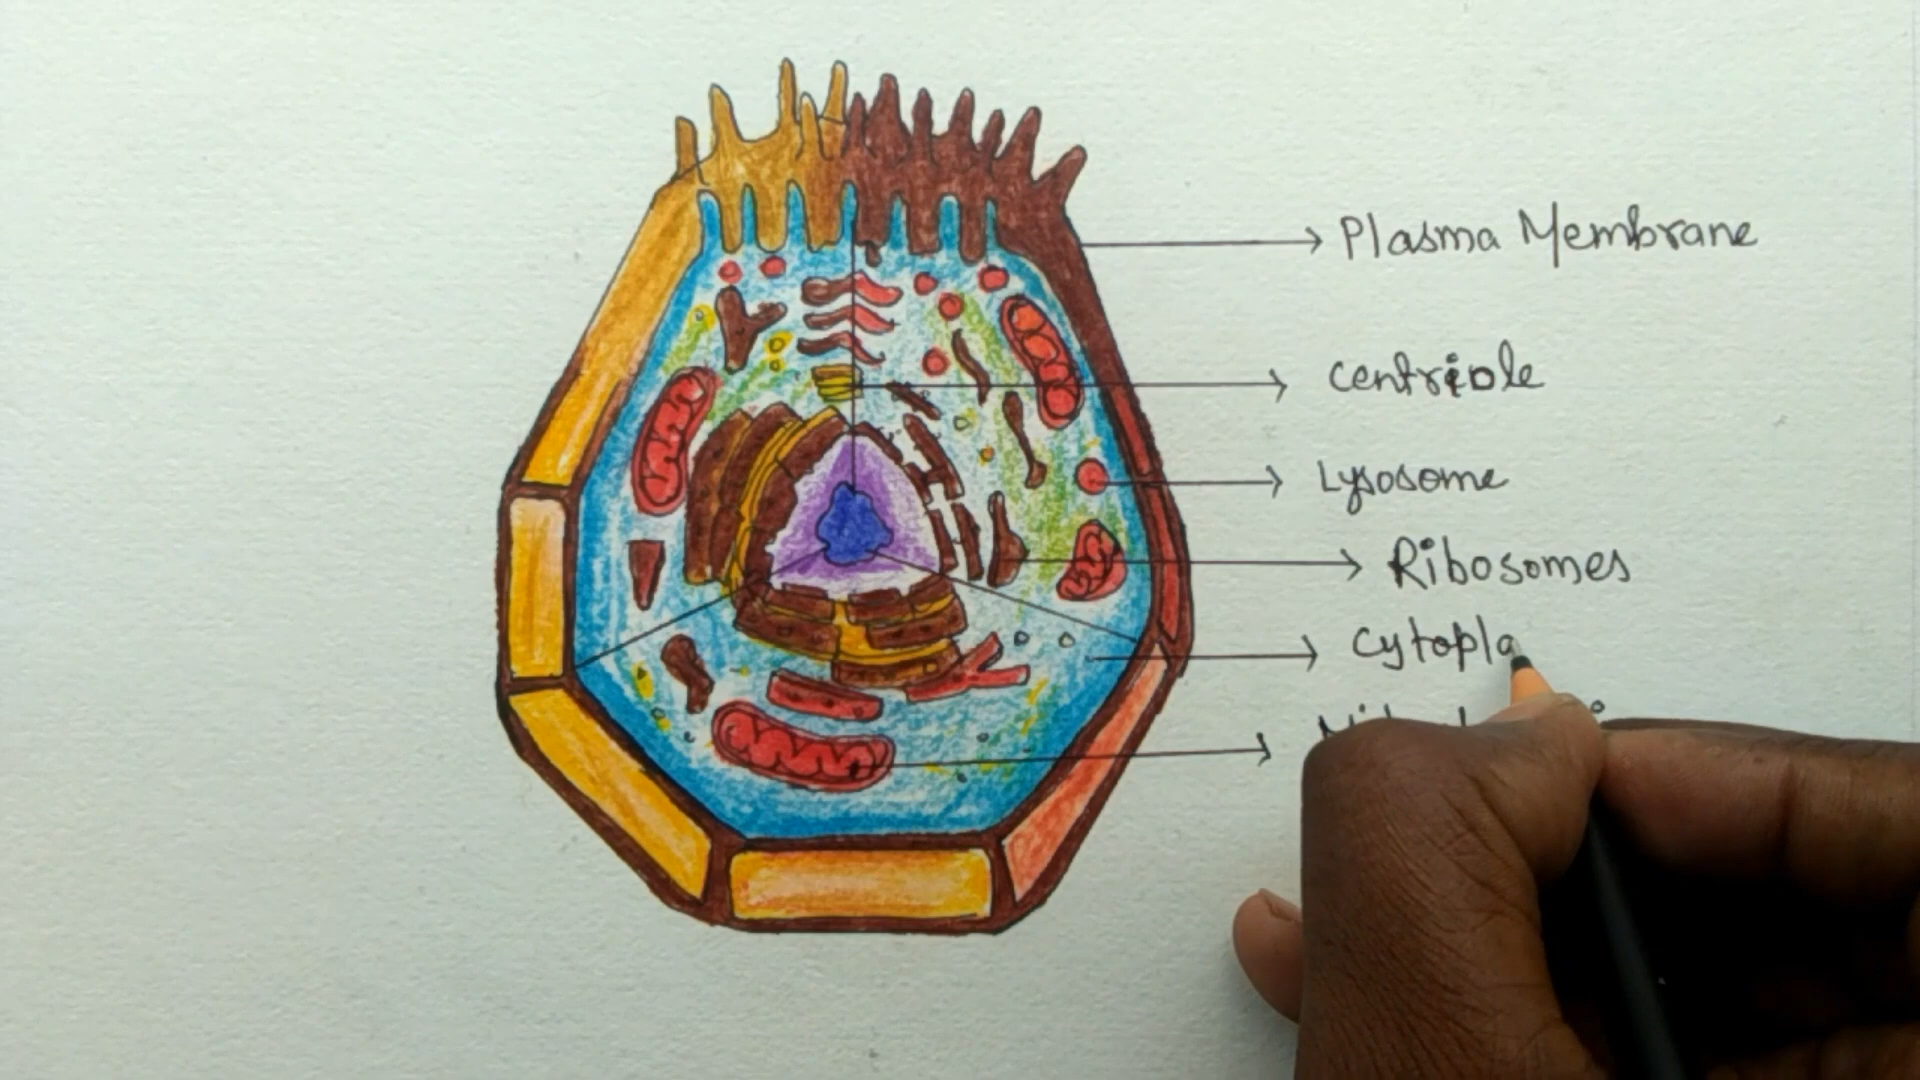 Plasma Membrane
Centriole
Lysosome
Ribosomes
Cytopla